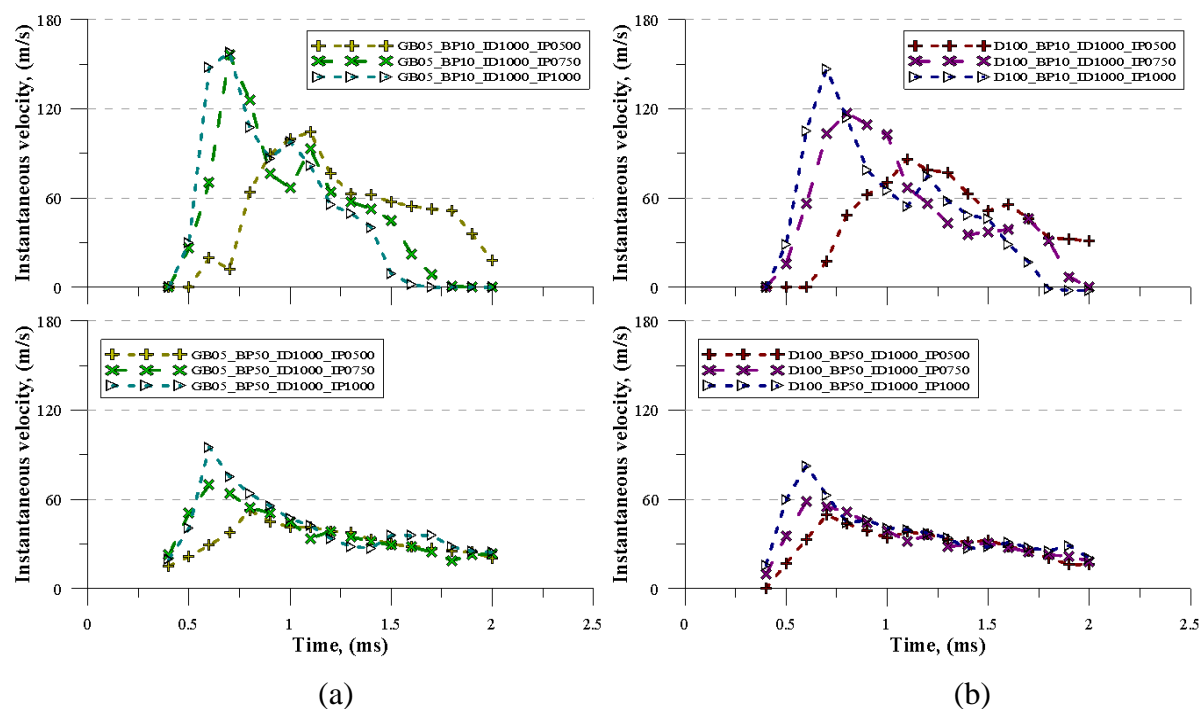 180
120
60
0
Instantaneous velocity, (m/s)
GB05_BP10_ID1000_IP0500
GB05_BP10_ID1000_IP0750
GB05_BP10_ID1000_IP1000
180
120
60
0
Instantaneous velocity, (m/s)
D100_BP10_ID1000_IP0500
D100_BP10_ID1000_IP0750
D100_BP10_ID1000_IP1000
180
120
60
0
Instantaneous velocity, (m/s)
GB05_BP50_ID1000_IP0500
GB05_BP50_ID1000_IP0750
GB05_BP50_ID1000_IP1000
0 0.5 1 1.5 2 2.5
Time, (ms)
180
120
60
0
Instantaneous velocity, (m/s)
D100_BP50_ID1000_IP0500
D100_BP50_ID1000_IP0750
D100_BP50_ID1000_IP1000
0 0.5 1 1.5 2 2.5
Time, (ms)
(a)
(b)